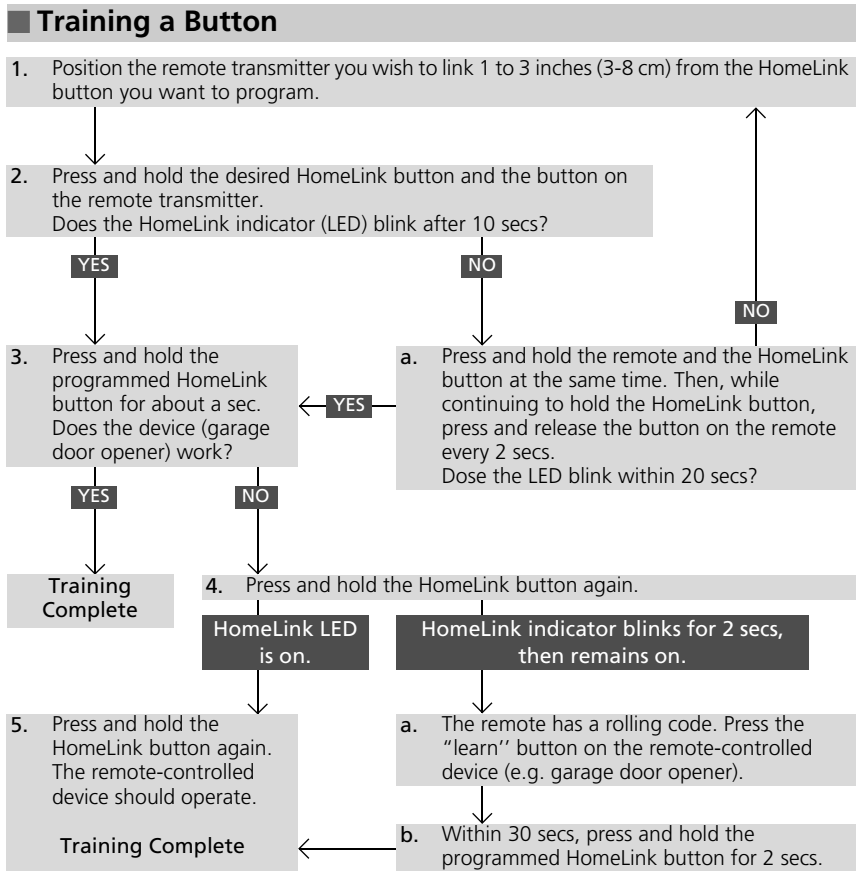 Training a Button
1. Position the remote transmitter you wish to link 1 to 3 inches (3-8 cm) from the HomeLink
button you want to program.
2. Press and hold the desired HomeLink button and the button on
the remote transmitter.
Does the HomeLink indicator (LED) blink after 10 secs?
YES
NO
NO
3. Press and hold the
programmed HomeLink
button for about a sec.
Does the device (garage
door opener) work?
YES
a. Press and hold the remote and the HomeLink
button at the same time. Then, while
continuing to hold the HomeLink button,
press and release the button on the remote
every 2 secs.
Dose the LED blink within 20 secs?
YES
NO
Training
Complete
4. Press and hold the HomeLink button again.
HomeLink LED
is on.
HomeLink indicator blinks for 2 secs,
then remains on.
5. Press and hold the
HomeLink button again.
The remote-controlled
device should operate.
Training Complete
a. The remote has a rolling code. Press the
“learn’’ button on the remote-controlled
device (e.g. garage door opener).
b. Within 30 secs, press and hold the
programmed HomeLink button for 2 secs.